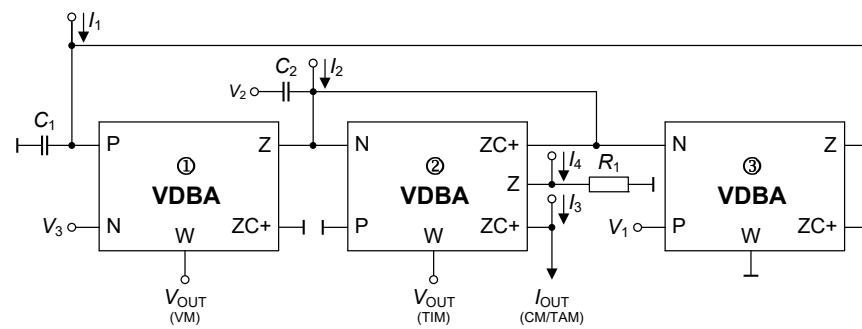 I1
C2
I2
V2
C1
P
Z
N
ZC+
N
Z
①
②
③
VDBA
VDBA
VDBA
Z
I4
R1
I3
V3
N
ZC+
P
ZC+
V1
P
ZC+
W
W
W
VOUT
(VM)
VOUT
(TIM)
IOUT
(CM/TAM)